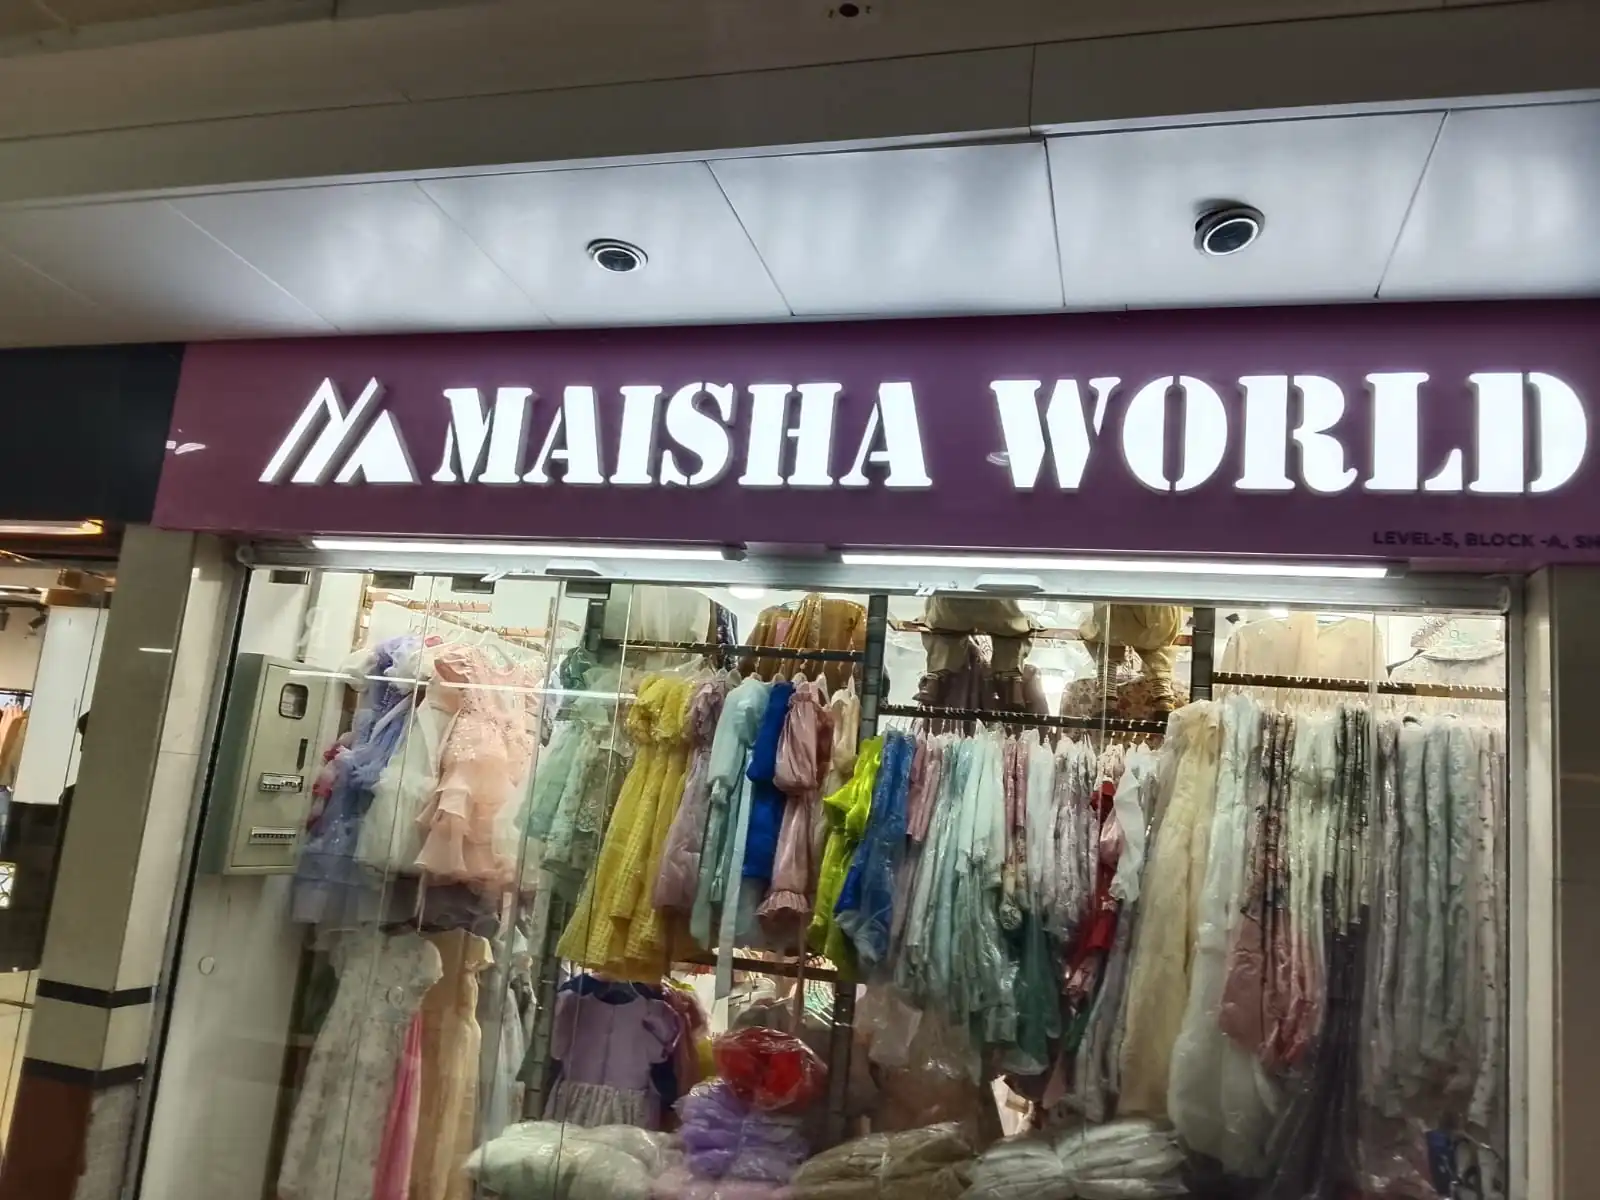 MAISHA WORLD
LEVEL-5, BLOCK -A,